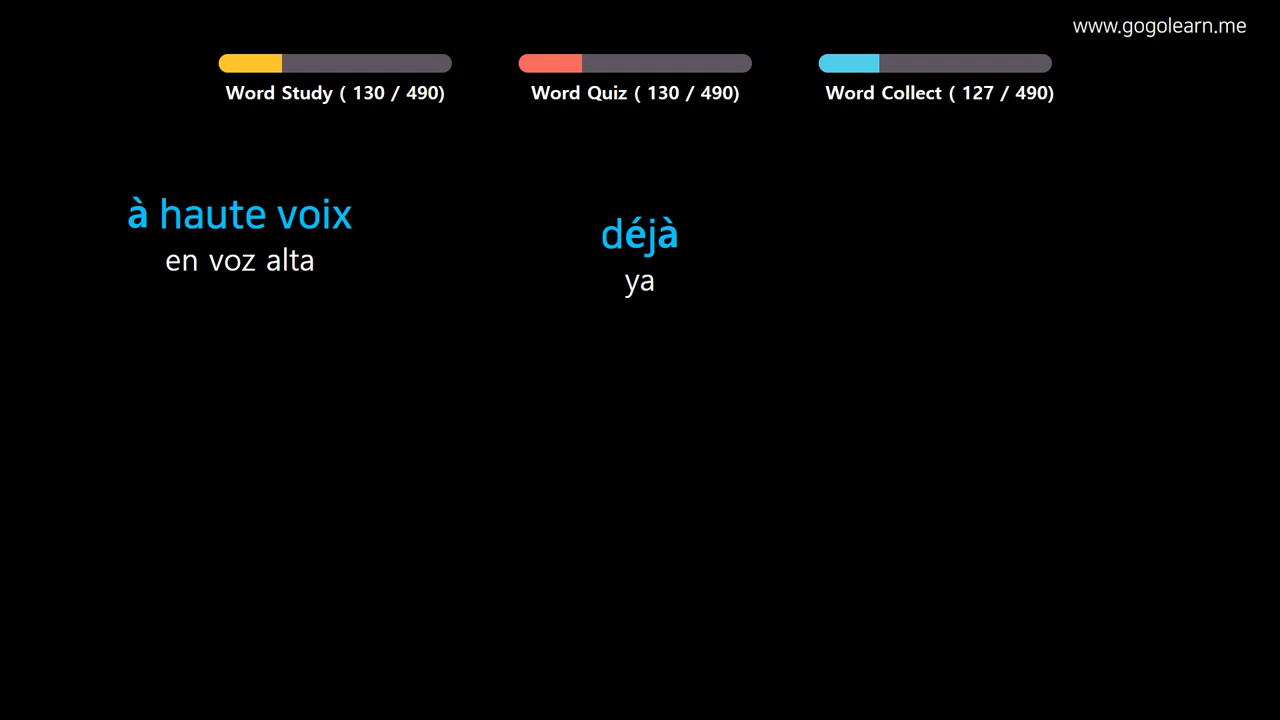 www.gogolearn.me
Word Study ( 130 / 490)
Word Quiz ( 130 / 490)
Word Collect ( 127 / 490)
à haute voix
en voz alta
déjà
ya